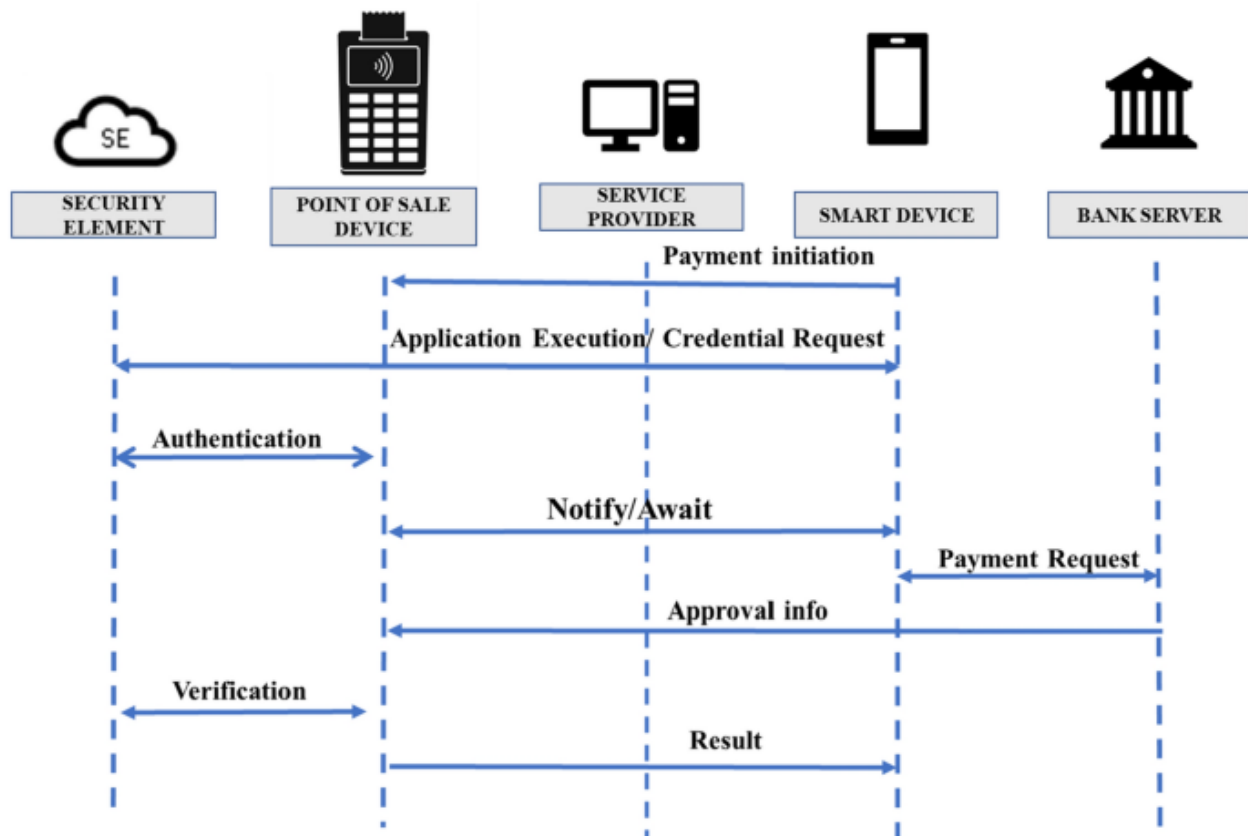 SE
SECURITY
ELEMENT
POINT OF SALE
DEVICE
SERVICE
PROVIDER
SMART DEVICE
BANK SERVER
Payment initiation
Application Execution/ Credential Request
Authentication
Notify/Await
Payment Request
Approval info
Verification
Result